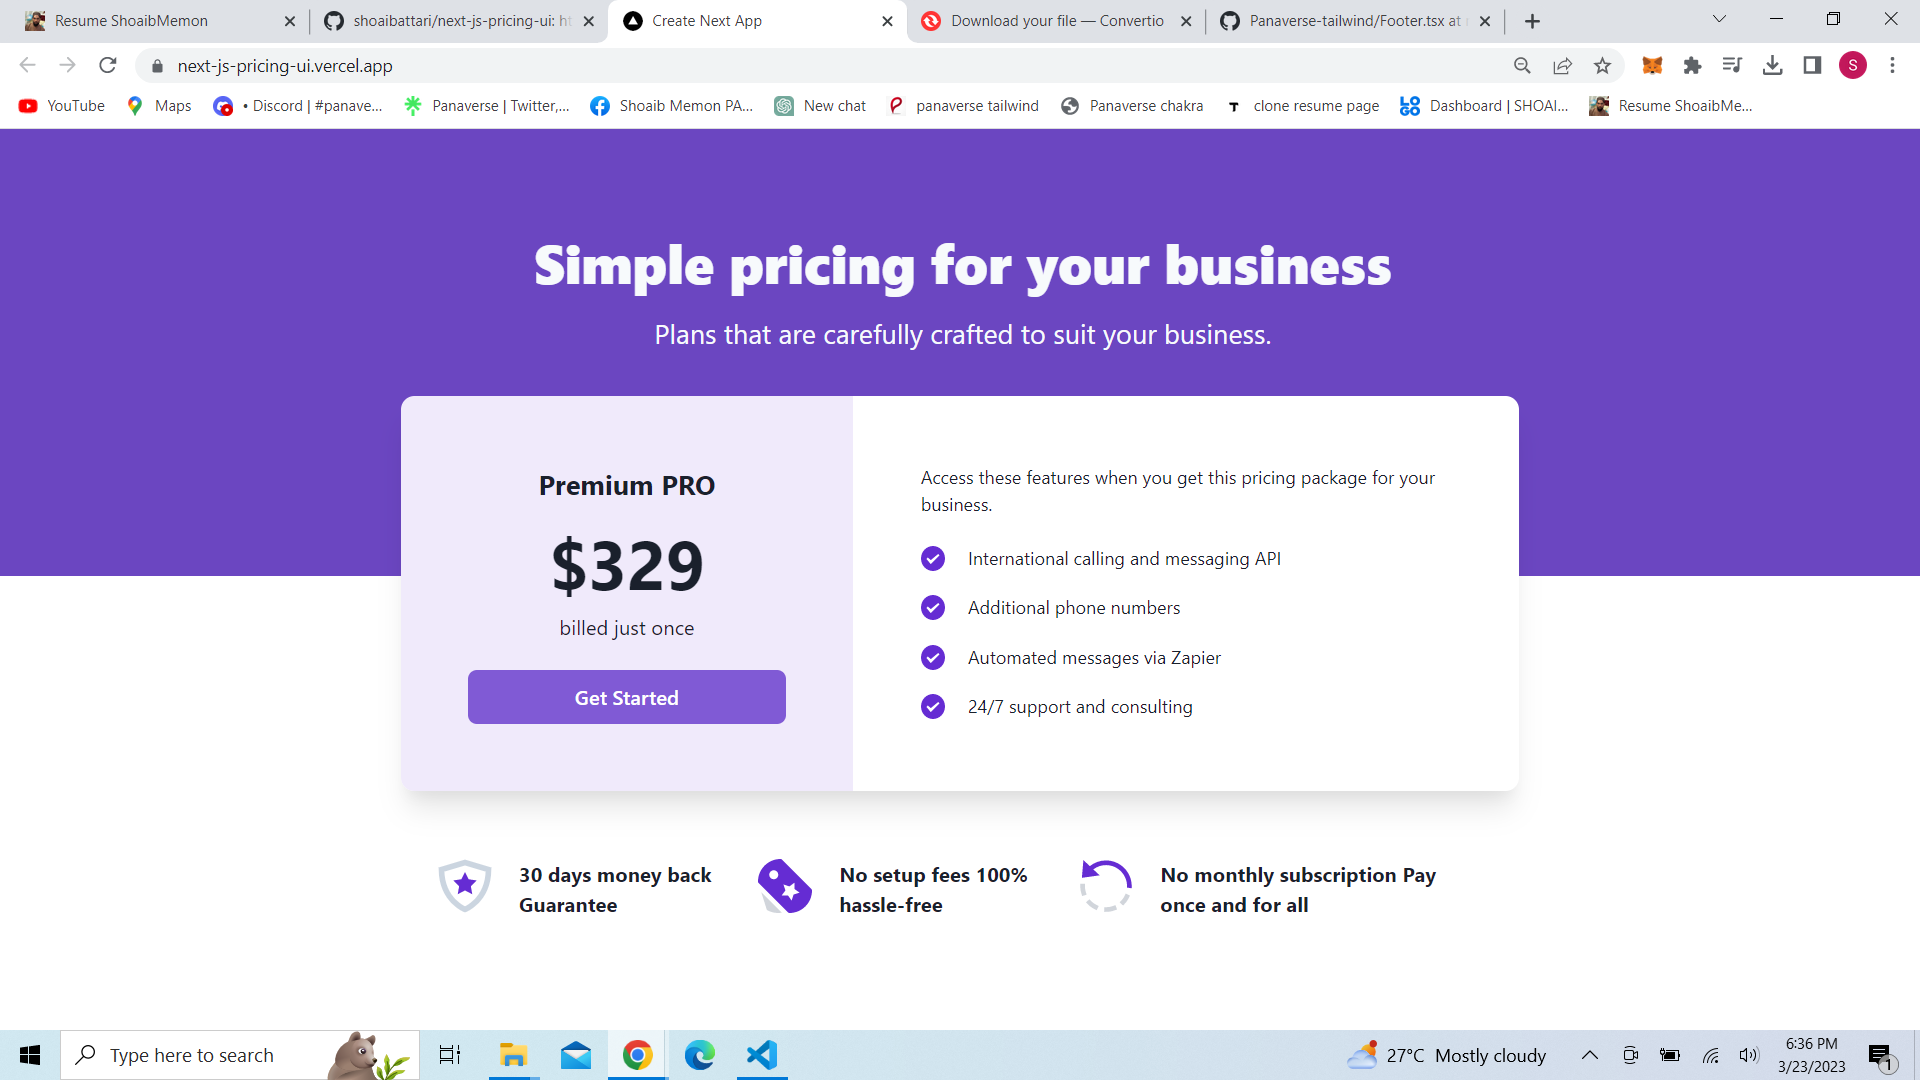 Resume ShoaibMemon
shoaibattari/next-js-pricing-ui: ht
Create Next App
Download your file — Convertio
Panaverse-tailwind/Footer.tsx at
next-js-pricing-ui.vercel.app
S
YouTube
Maps
• Discord | #panave...
Panaverse | Twitter,...
Shoaib Memon PA...
New chat
panaverse tailwind
Panaverse chakra
T
clone resume page
LOGO
Dashboard | SHOAI...
Resume ShoaibMe...
Simple pricing for your business
Plans that are carefully crafted to suit your business.
Premium PRO
$329
billed just once
Get Started
Access these features when you get this pricing package for your
business.
International calling and messaging API
Additional phone numbers
Automated messages via Zapier
24/7 support and consulting
30 days money back
Guarantee
No setup fees 100%
hassle-free
No monthly subscription Pay
once and for all
Type here to search
27°C Mostly cloudy
6:36 PM
3/23/2023
1